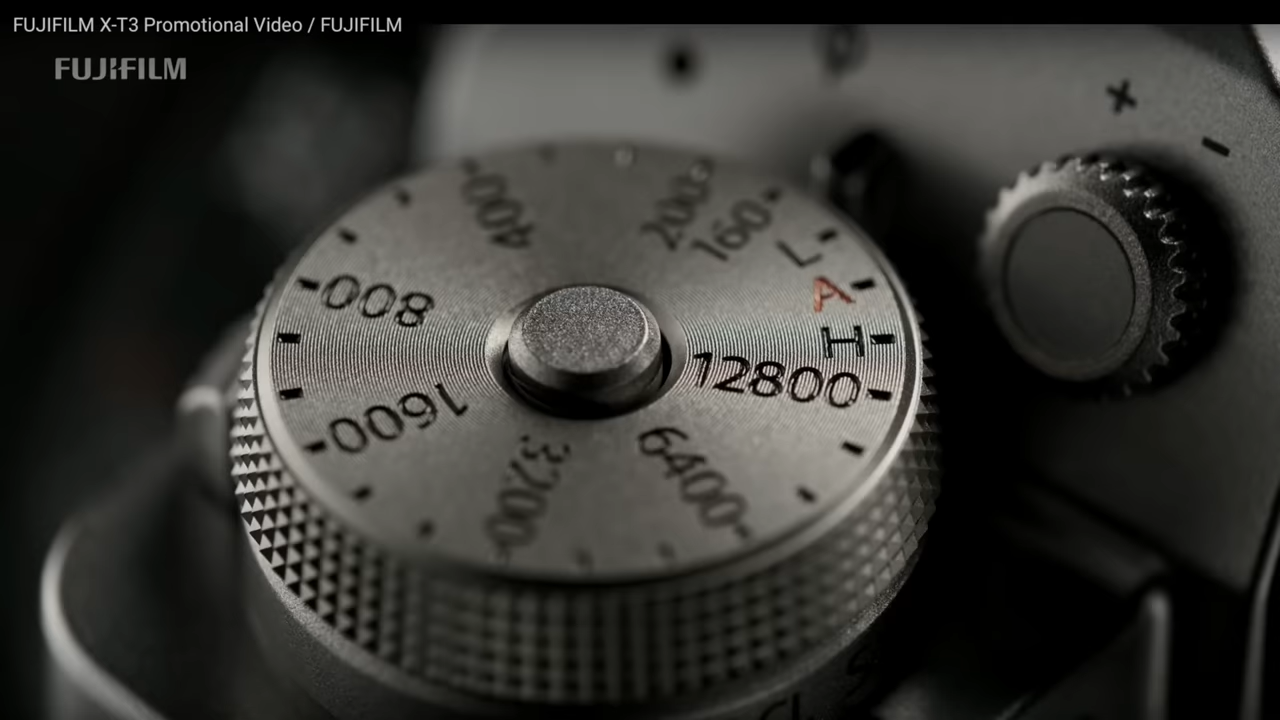 FUJIFILM X-T3 Promotional Video / FUJIFILM
FUJIFILM
+
-
400
200
160
L
A
H
800
12800
1600
3200
6400